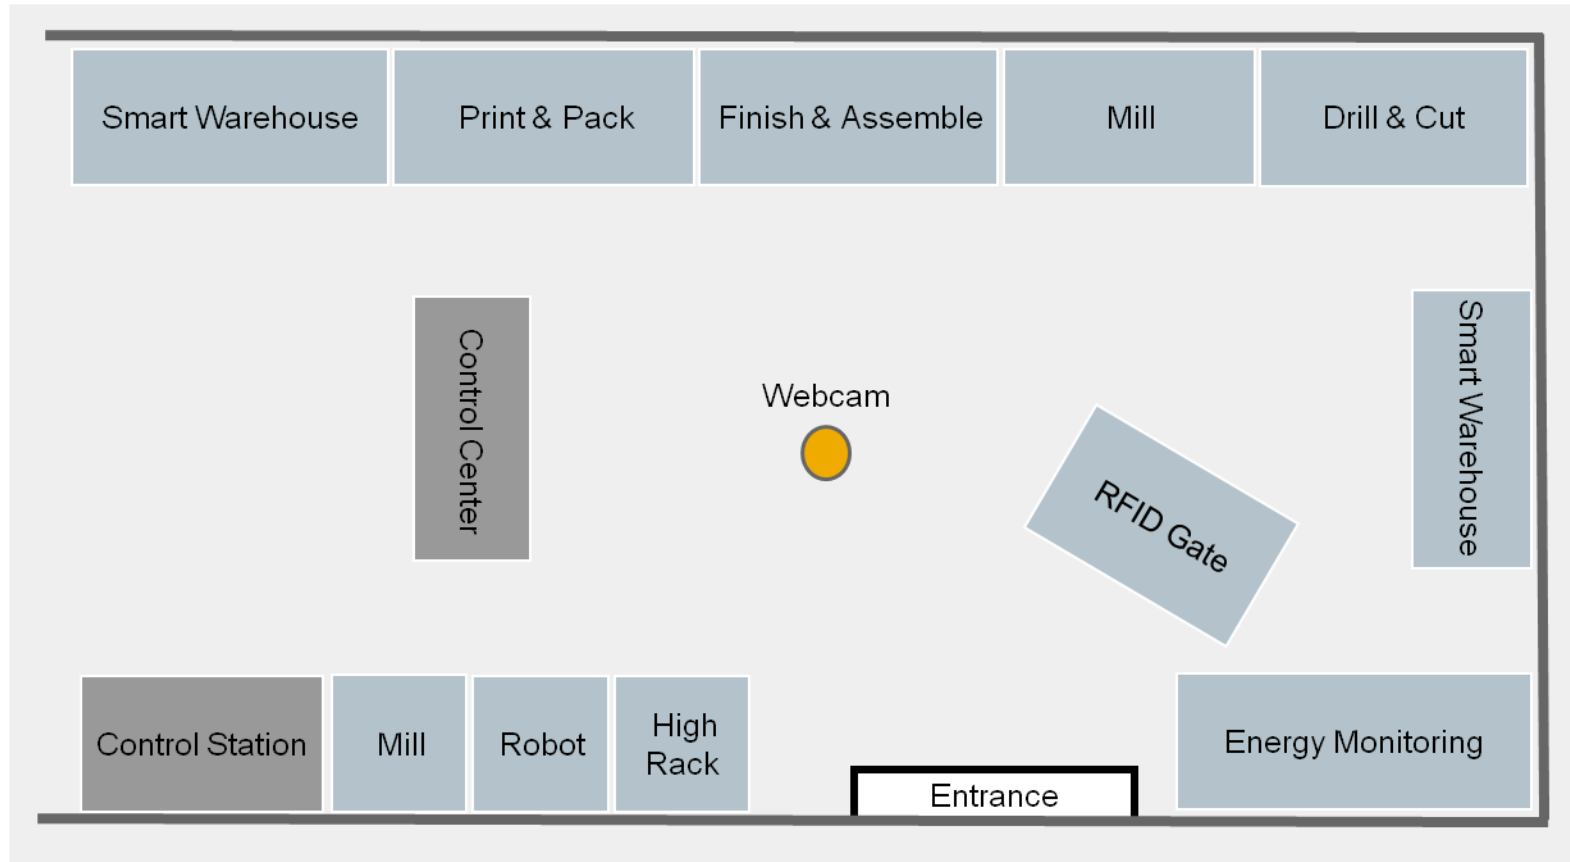 Smart Warehouse
Print & Pack
Finish & Assemble
Mill
Drill & Cut
Control Center
Webcam
RFID Gate
Smart Warehouse
Control Station
Mill
Robot
High
Rack
Entrance
Energy Monitoring